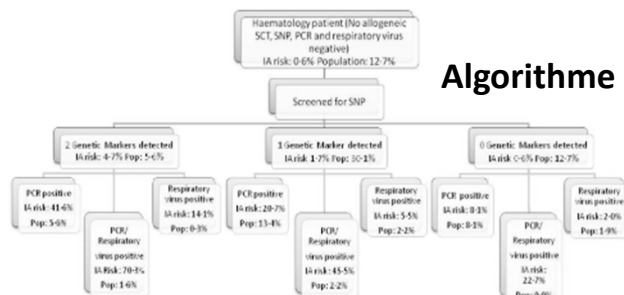 Haematology patient (No allogeneic
SCT, SNP, PCR and respiratory virus
negative)
IA risk: 0·6% Population: 12·7%
Algorithme
Screened for SNP
2 Genetic Markers detected
IA risk: 4·7% Pop: 5·6%
1 Genetic Marker detected
IA risk 1·7% Pop: 30·1%
0 Genetic Markers detected
IA risk 0·6% Pop: 12·7%
PCR positive
IA risk: 41·6%
Pop: 5·6%
PCR/
Respiratory
virus positive
IA Risk: 70·3%
Pop: 1·6%
Respiratory
virus positive
IA risk: 14·1%
Pop: 0·3%
PCR positive
IA risk: 20·7%
Pop: 13·4%
PCR/
Respiratory
virus positive
IA risk: 45·5%
Pop: 2·2%
Respiratory
virus positive
IA risk: 5·5%
Pop: 2·2%
PCR positive
IA risk: 8·1%
Pop: 8·1%
PCR/
Respiratory
virus positive
IA risk:
22·7%
Respiratory
virus positive
IA risk: 2·0%
Pop: 1·9%